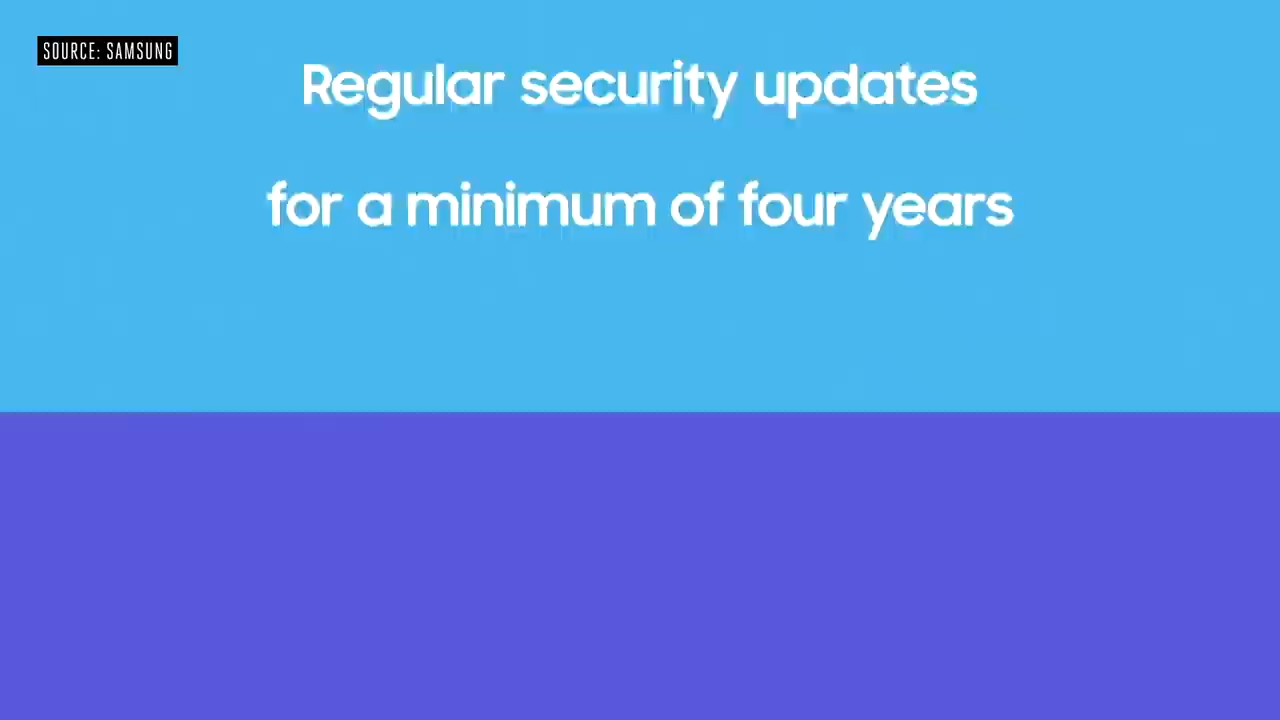 SOURCE: SAMSUNG
Regular security updates
for a minimum of four years